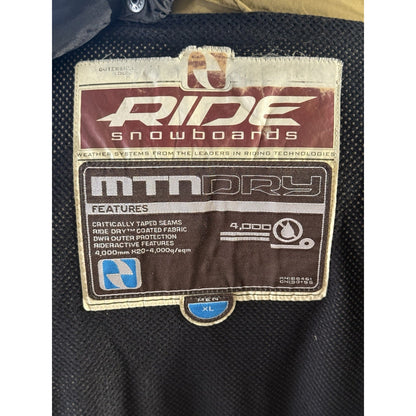 RIDE
snowboards
WEATHER SYSTEMS FROM THE LEADERS IN RIDING TECHNOLOGIES
MTNDRY
FEATURES
CRITICALLY TAPED SEAMS
RIDE DRY™ COATED FABRIC
DWR OUTER PROTECTION
RIDERACTIVE FEATURES
4,000mm H2O-4,000g/sqm
4,000
MEN
XL